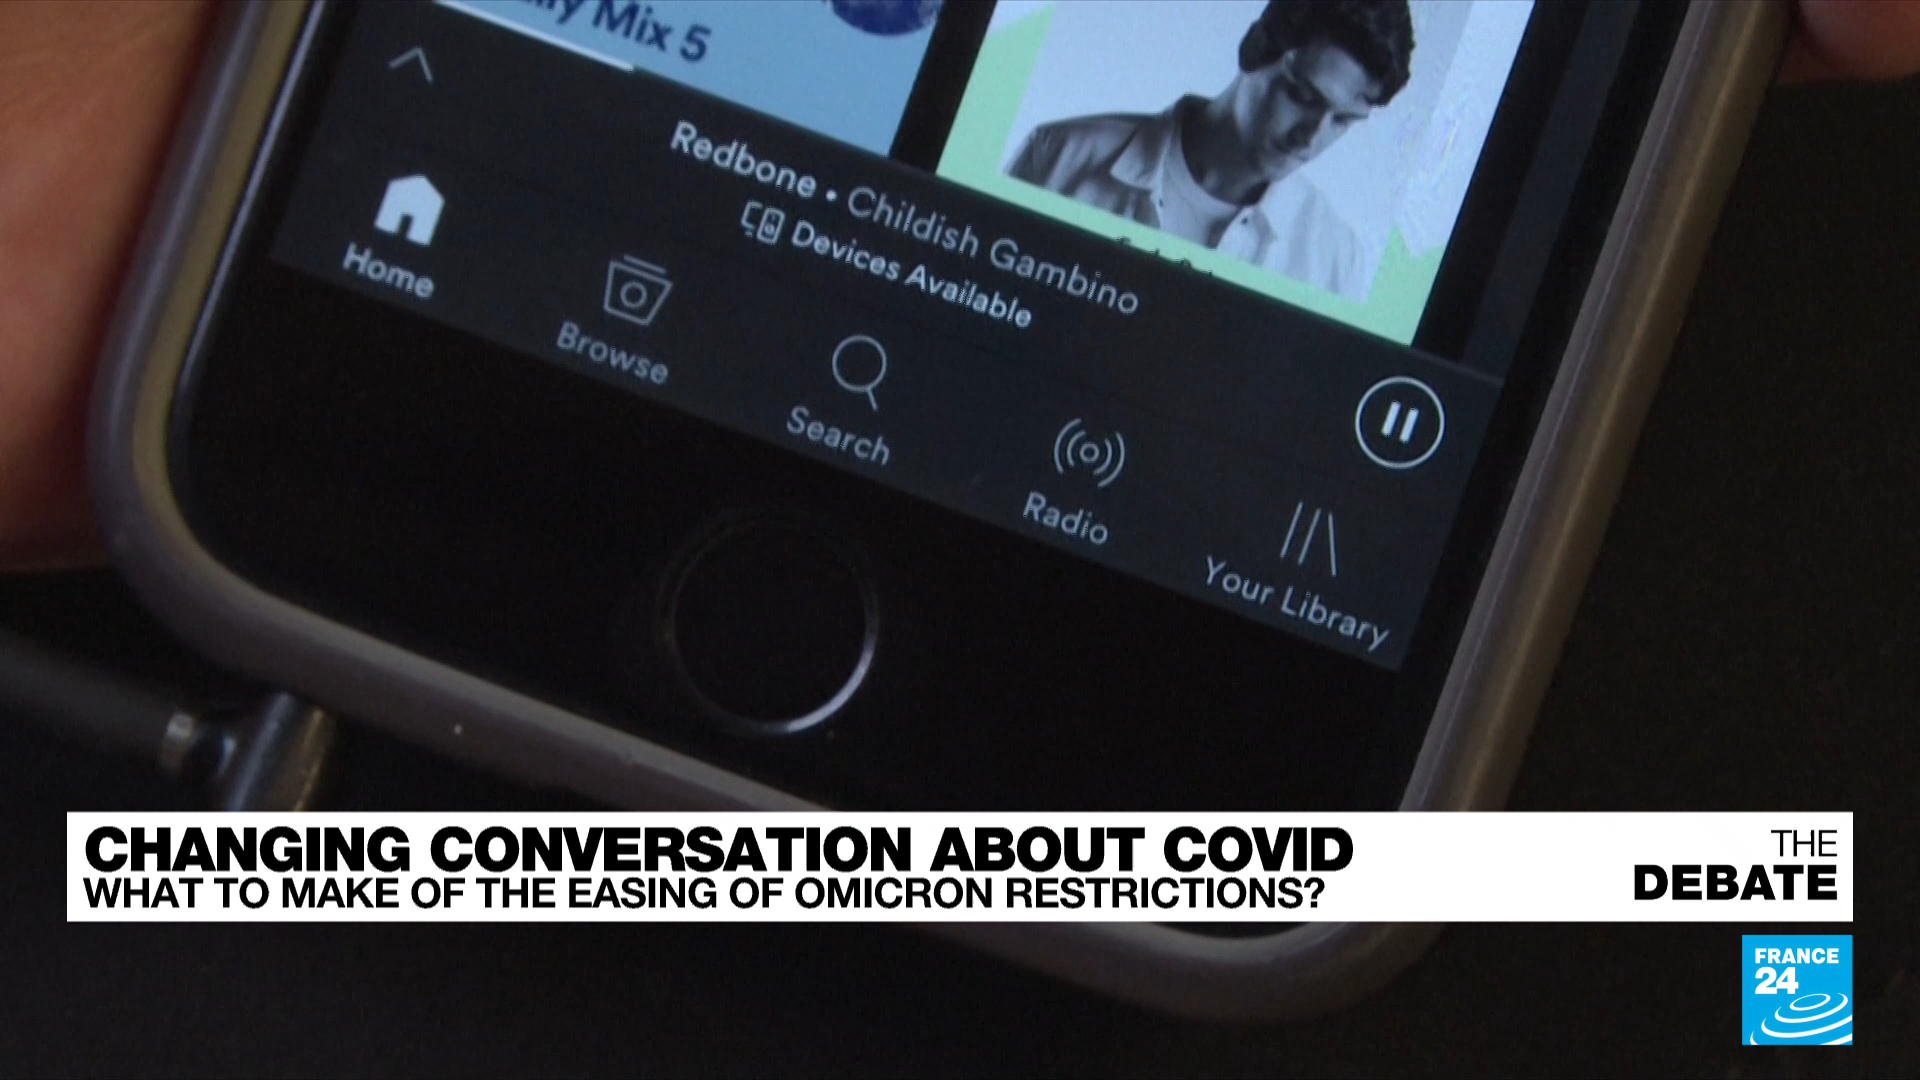 Mix 5
Redbone • Childish Gambino
Devices Available
Home
Browse
Search
Radio
Your Library
CHANGING CONVERSATION ABOUT COVID
WHAT TO MAKE OF THE EASING OF OMICRON RESTRICTIONS?
THE
DEBATE
FRANCE
24